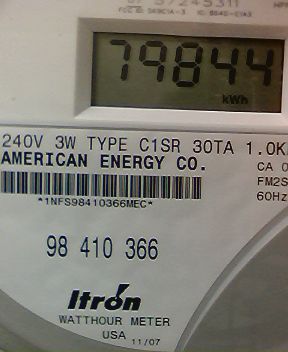 79844
kWh
240V 3W TYPE C1SR 30TA 1.0K
AMERICAN ENERGY CO.
CA 0
FM2S
*1NFS98410366MEC*
60Hz
98 410 366
Itron
WATTHOUR METER
USA 11/07